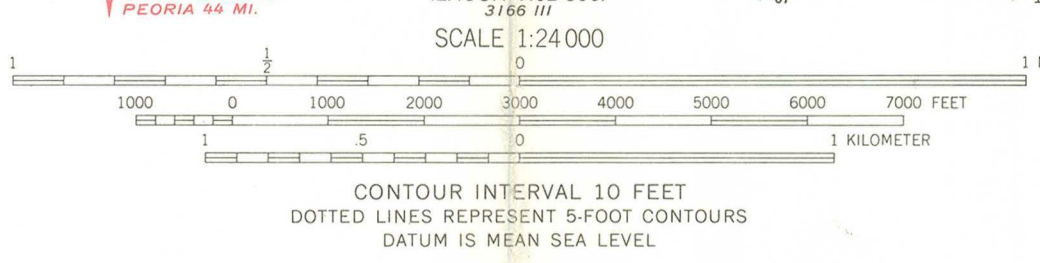 PEORIA 44 MI.
3166 III
SCALE 1:24 000
1 1/2 0 1
1000 0 1000 2000 3000 4000 5000 6000 7000 FEET
1 .5 0 1 KILOMETER
CONTOUR INTERVAL 10 FEET
DOTTED LINES REPRESENT 5-FOOT CONTOURS
DATUM IS MEAN SEA LEVEL